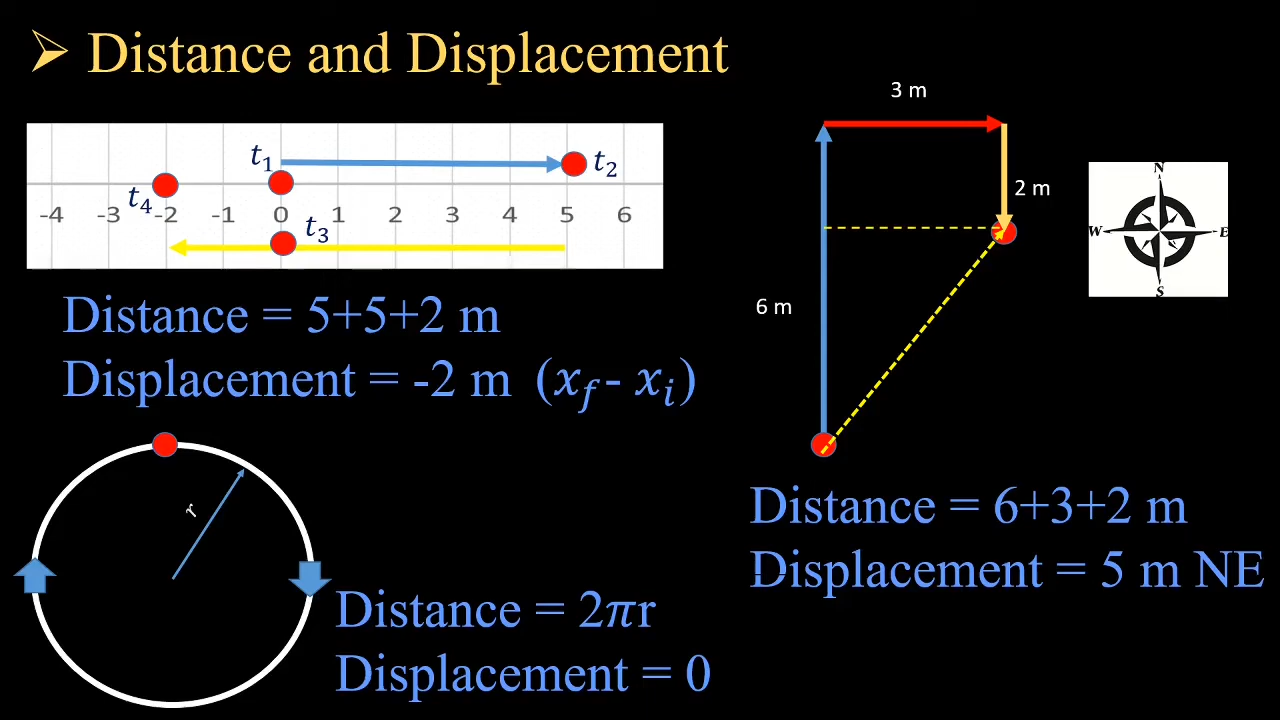 ➢ Distance and Displacement
t₁
t₂
t₄
-4 -3 -2 -1 0 1 2 3 4 5 6
t₃
Distance = 5+5+2 m
Displacement = -2 m (x_f - x_i)
r
Distance = 2πr
Displacement = 0
3 m
2 m
6 m
N
W
E
S
Distance = 6+3+2 m
Displacement = 5 m NE